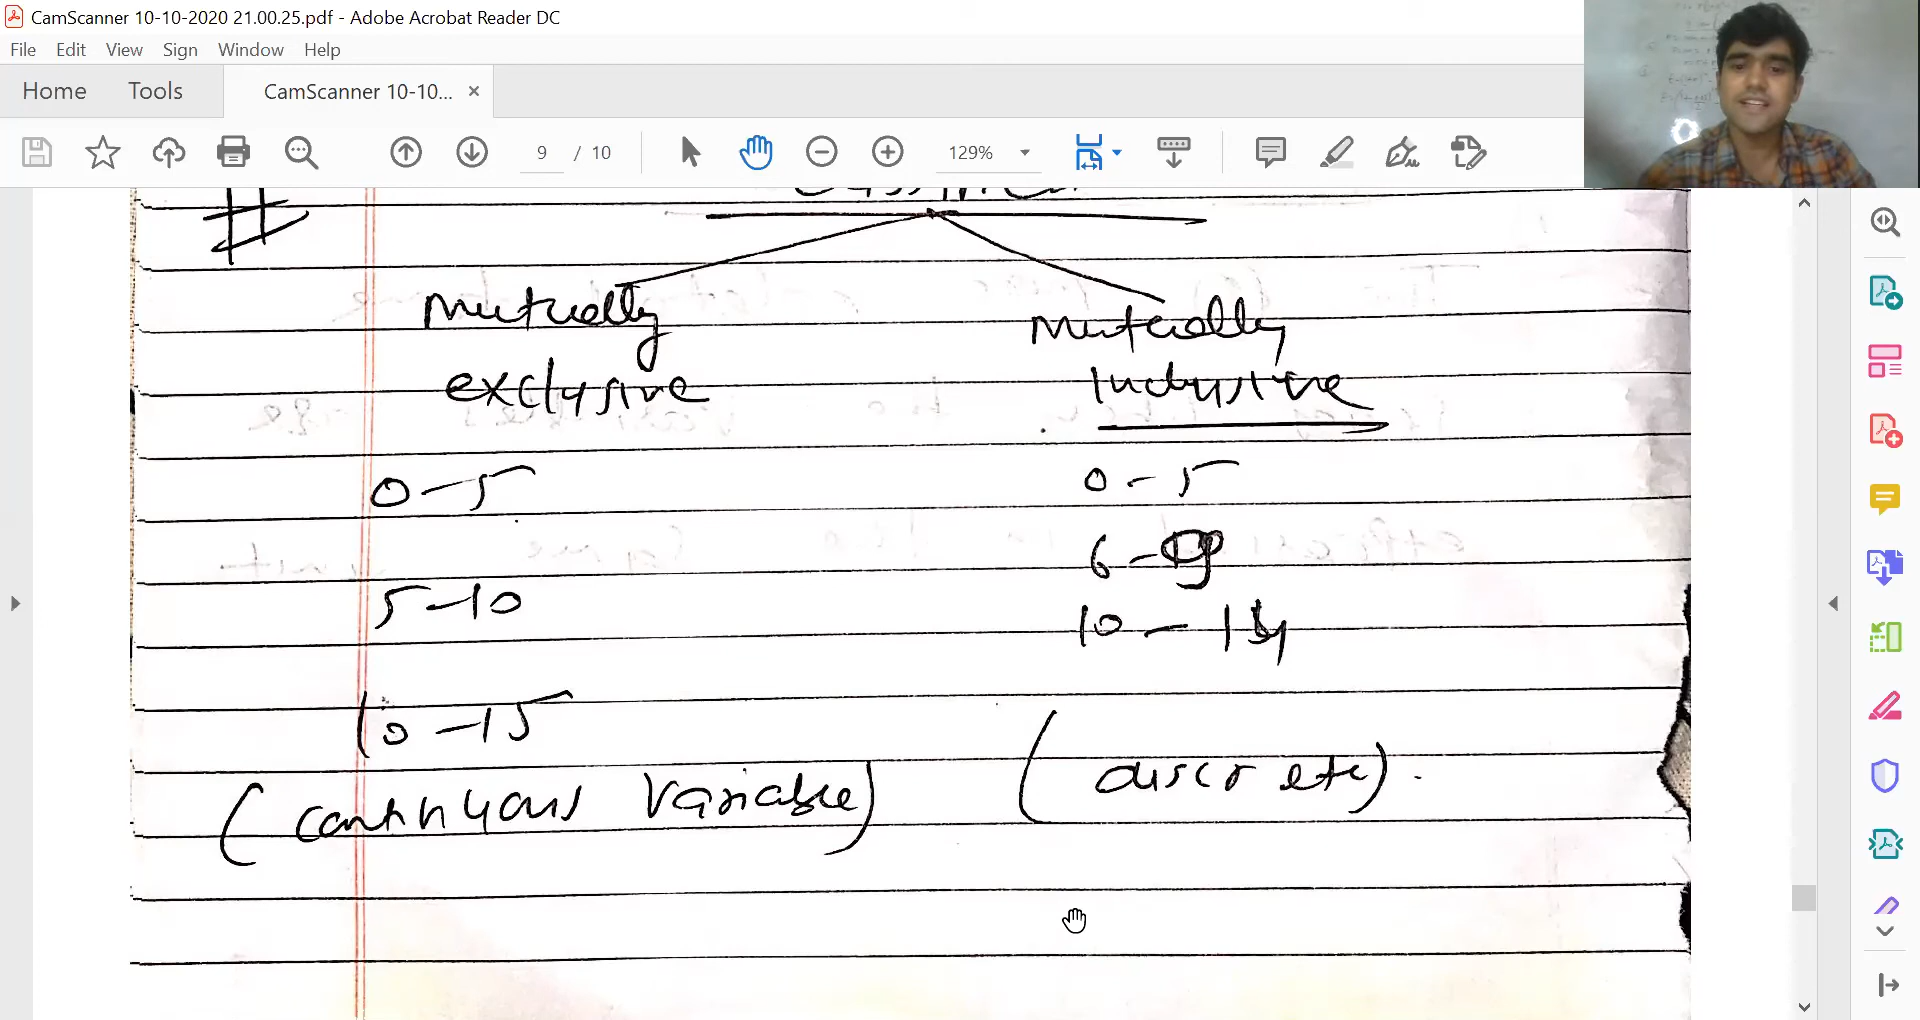 CamScanner 10-10-2020 21.00.25.pdf - Adobe Acrobat Reader DC
File Edit View Sign Window Help
Home Tools CamScanner 10-10... ×
9 / 10 129%
#
Mutually Mutually
exclusive Inclusive
0-5 0-5
6-9
5-10
10-14
10-15
(continuous Variable) (discrete).